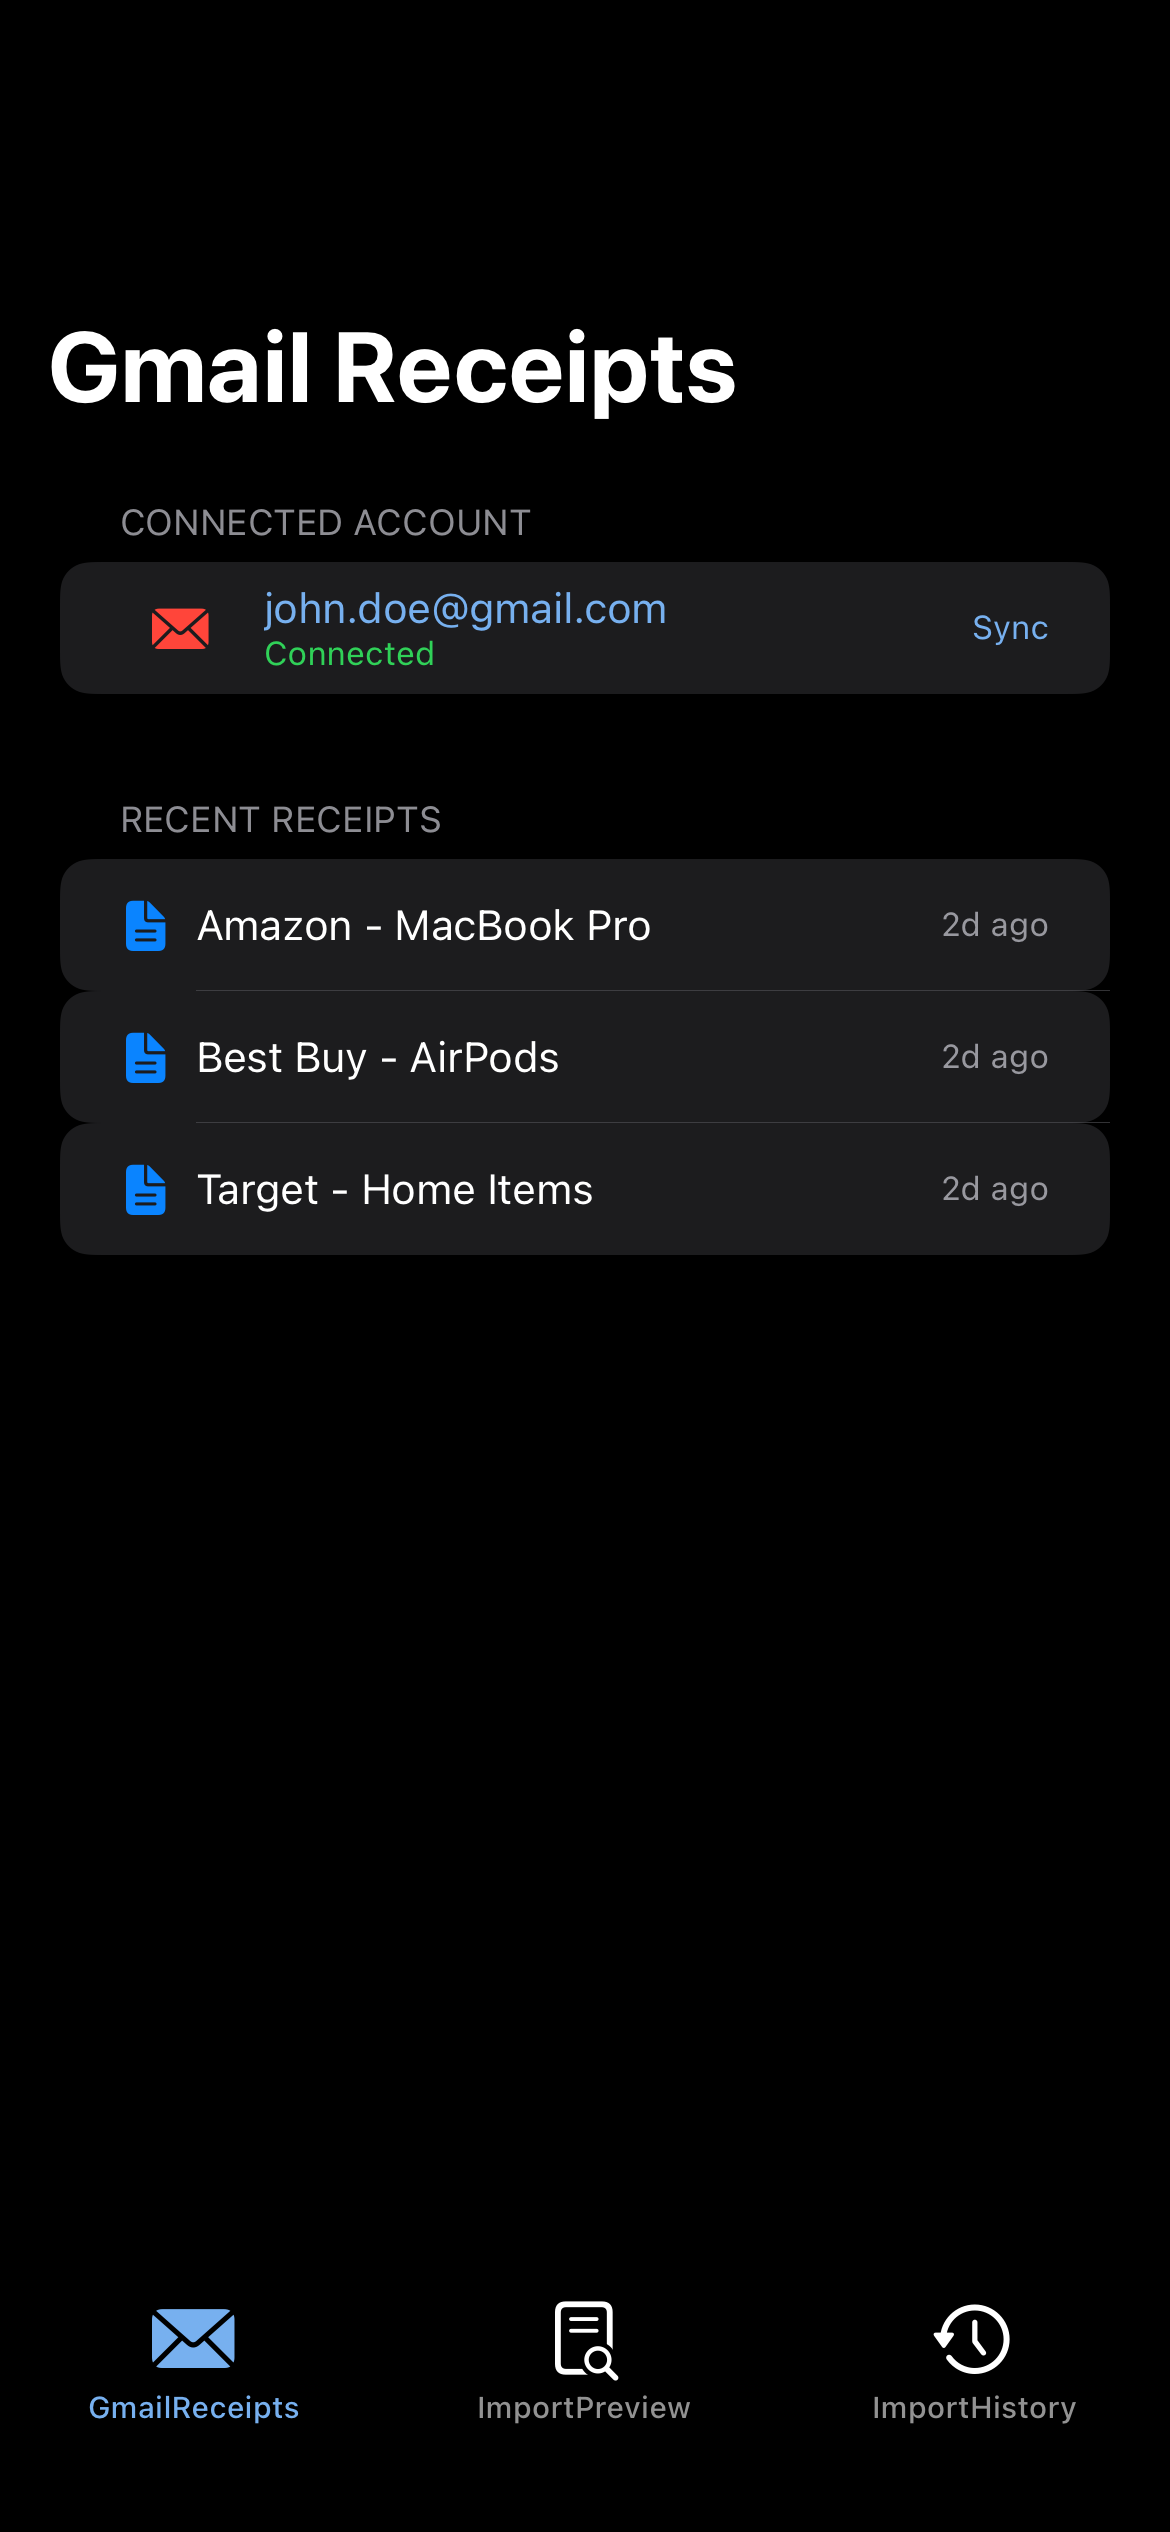 Gmail Receipts
CONNECTED ACCOUNT
john.doe@gmail.com
Connected
Sync
RECENT RECEIPTS
Amazon - MacBook Pro 2d ago
Best Buy - AirPods 2d ago
Target - Home Items 2d ago
GmailReceipts ImportPreview ImportHistory